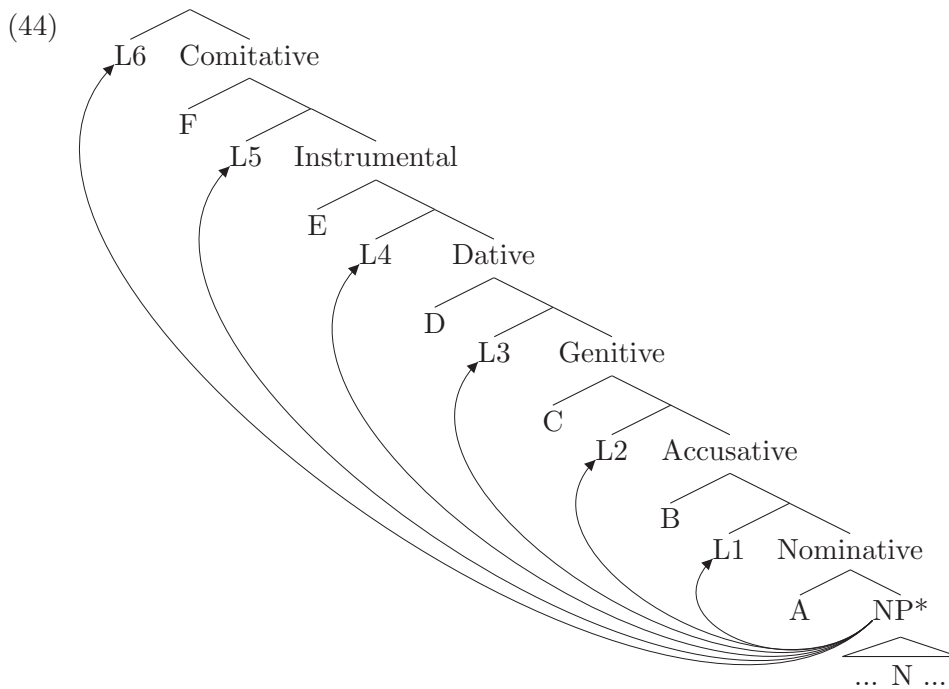 (44)
L6 Comitative
F
L5 Instrumental
E
L4 Dative
D
L3 Genitive
C
L2 Accusative
B
L1 Nominative
A NP*
... N ...